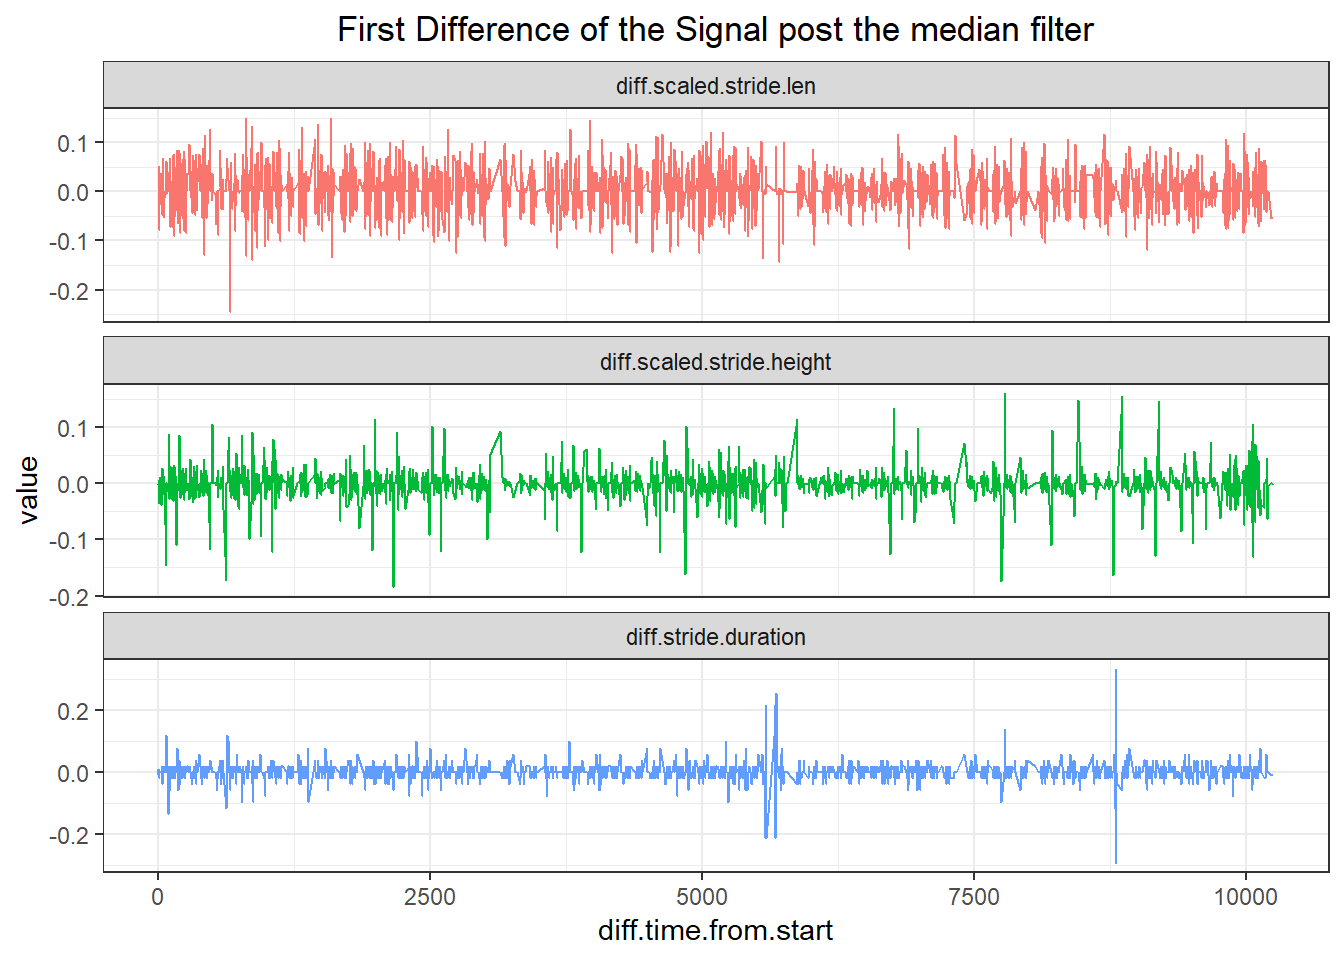 First Difference of the Signal post the median filter
diff.scaled.stride.len
0.1
0.0
-0.1
-0.2
diff.scaled.stride.height
0.1
0.0
-0.1
-0.2
value
diff.stride.duration
0.2
0.0
-0.2
0 2500 5000 7500 10000
diff.time.from.start